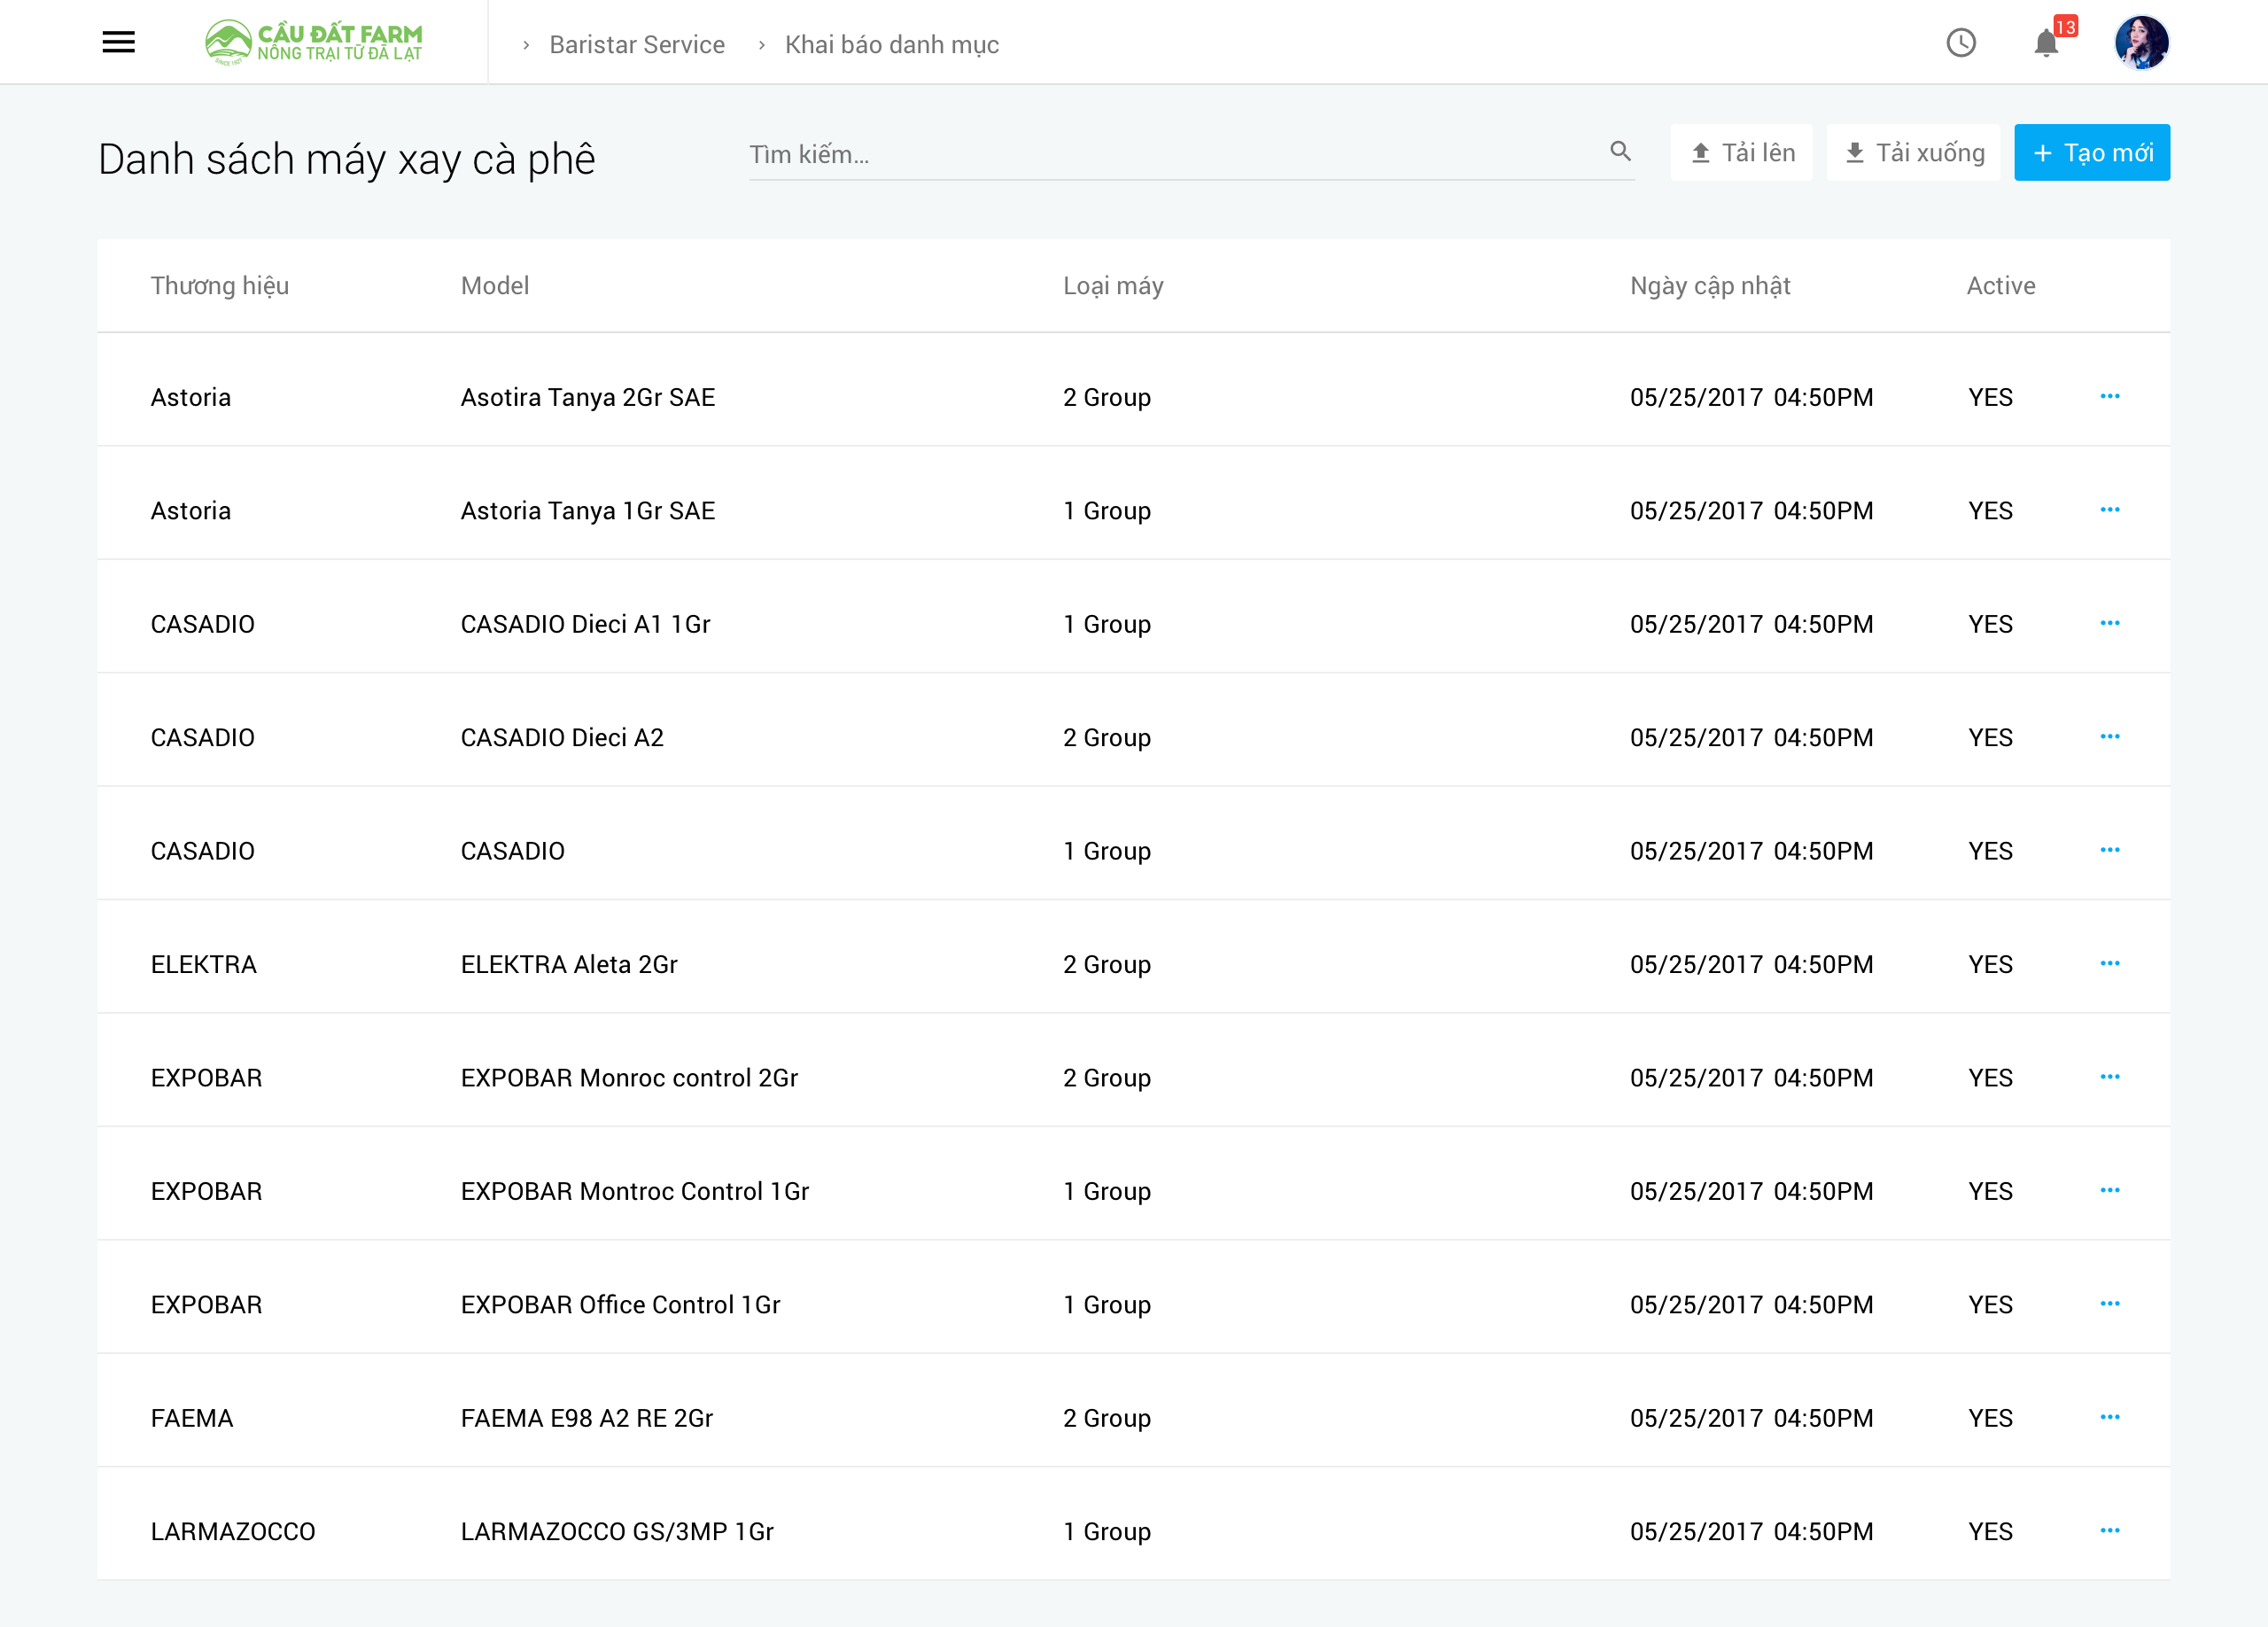 CẦU ĐẤT FARM
NÔNG TRẠI TỪ ĐÀ LẠT
SINCE 1927
› Baristar Service › Khai báo danh mục
13
Danh sách máy xay cà phê
Tìm kiếm...
Tải lên
Tải xuống
+ Tạo mới
Thương hiệu Model Loại máy Ngày cập nhật Active
Astoria Asotira Tanya 2Gr SAE 2 Group 05/25/2017 04:50PM YES
Astoria Astoria Tanya 1Gr SAE 1 Group 05/25/2017 04:50PM YES
CASADIO CASADIO Dieci A1 1Gr 1 Group 05/25/2017 04:50PM YES
CASADIO CASADIO Dieci A2 2 Group 05/25/2017 04:50PM YES
CASADIO CASADIO 1 Group 05/25/2017 04:50PM YES
ELEKTRA ELEKTRA Aleta 2Gr 2 Group 05/25/2017 04:50PM YES
EXPOBAR EXPOBAR Monroc control 2Gr 2 Group 05/25/2017 04:50PM YES
EXPOBAR EXPOBAR Montroc Control 1Gr 1 Group 05/25/2017 04:50PM YES
EXPOBAR EXPOBAR Office Control 1Gr 1 Group 05/25/2017 04:50PM YES
FAEMA FAEMA E98 A2 RE 2Gr 2 Group 05/25/2017 04:50PM YES
LARMAZOCCO LARMAZOCCO GS/3MP 1Gr 1 Group 05/25/2017 04:50PM YES